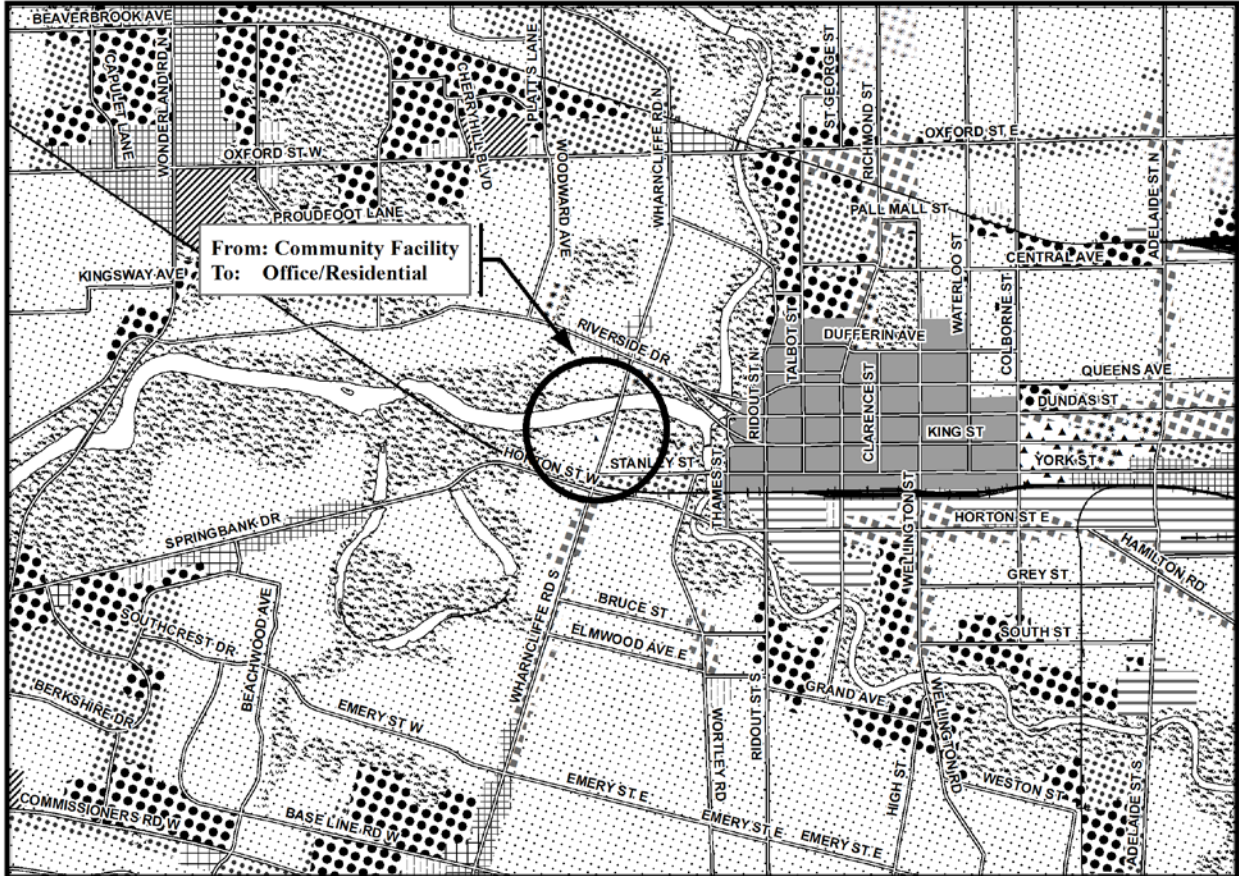 BEAVERBROOK AVE
CAPULET LANE
WONDERLAND RD N
CHERRYHILL BLVD
PLATT'S LANE
WHARNCLIFFE RD N
ST GEORGE ST
RICHMOND ST
OXFORD ST E
ADELAIDE ST N
OXFORD ST W
WOODWARD AVE
PROUDFOOT LANE
PALL MALL ST
WATERLOO ST
CENTRAL AVE
From: Community Facility
To: Office/Residential
KINGSWAY AVE
COLBORNE ST
TALBOT ST
RIVERSIDE DR
DUFFERIN AVE
RIDOUT ST N
CLARENCE ST
QUEENS AVE
DUNDAS ST
KING ST
STANLEY ST
YORK ST
HORTON ST W
THAMES ST
WELLINGTON ST
HORTON ST E
SPRINGBANK DR
HAMILTON RD
GREY ST
BRUCE ST
SOUTHCREST DR
BEACHWOOD AVE
WHARNCLIFFE RD S
ELMWOOD AVE E
SOUTH ST
BERKSHIRE DR
EMERY ST W
WORTLEY RD
RIDOUT ST S
GRAND AVE
WELLINGTON RD
EMERY ST E
HIGH ST
WESTON ST
COMMISSIONERS RD W
BASE LINE RD W
EMERY ST E
EMERY ST E
ADELAIDE ST S